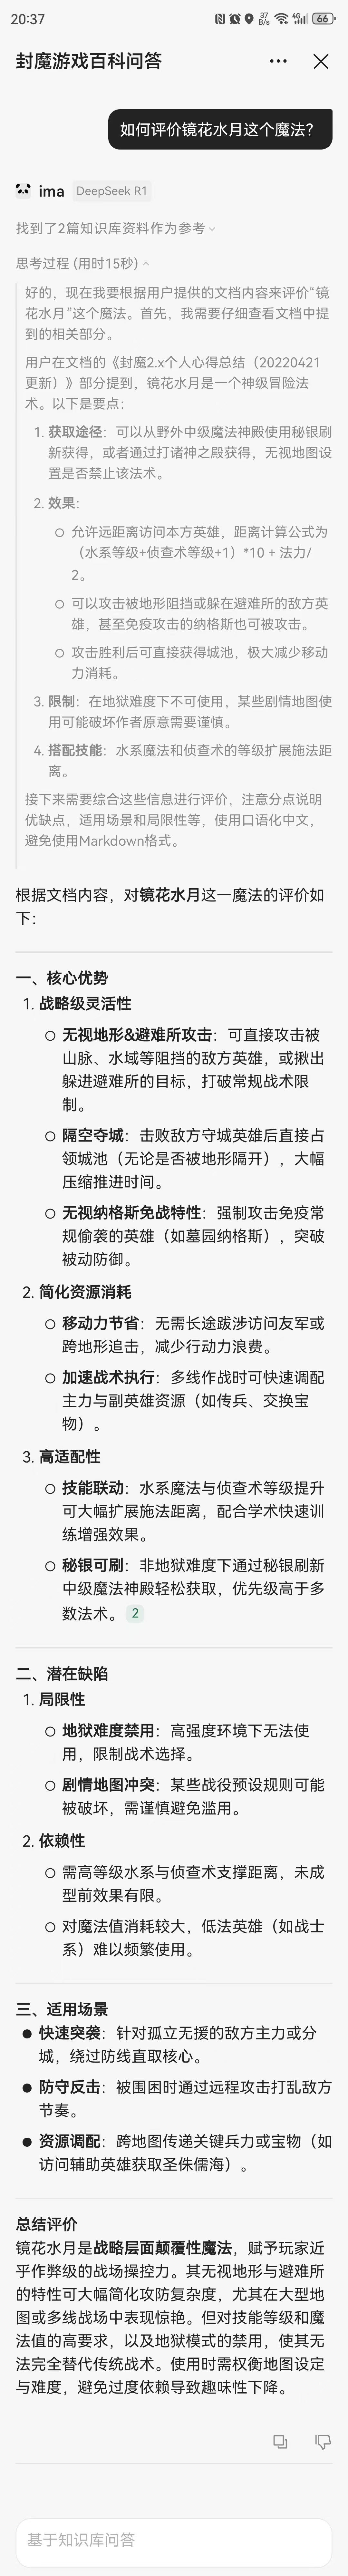 20:37
37
B/s
4G
66
封魔游戏百科问答
如何评价镜花水月这个魔法？
ima DeepSeek R1
找到了2篇知识库资料作为参考
思考过程 (用时15秒)
好的，现在我要根据用户提供的文档内容来评价“镜
花水月”这个魔法。首先，我需要仔细查看文档中提
到的相关部分。
用户在文档的《封魔2.x个人心得总结（20220421
更新）》部分提到，镜花水月是一个神级冒险法
术。以下是要点：
1. 获取途径：可以从野外中级魔法神殿使用秘银刷
新获得，或者通过打诸神之殿获得，无视地图设
置是否禁止该法术。
2. 效果：
允许远距离访问本方英雄，距离计算公式为
（水系等级+侦查术等级+1）*10 + 法力/
2。
可以攻击被地形阻挡或躲在避难所的敌方英
雄，甚至免疫攻击的纳格斯也可被攻击。
攻击胜利后可直接获得城池，极大减少移动
力消耗。
3. 限制：在地狱难度下不可使用，某些剧情地图使
用可能破坏作者原意需要谨慎。
4. 搭配技能：水系魔法和侦查术的等级扩展施法距
离。
接下来需要综合这些信息进行评价，注意分点说明
优缺点，适用场景和局限性等，使用口语化中文，
避免使用Markdown格式。
根据文档内容，对镜花水月这一魔法的评价如
下：
一、核心优势
1. 战略级灵活性
无视地形&避难所攻击：可直接攻击被
山脉、水域等阻挡的敌方英雄，或揪出
躲进避难所的目标，打破常规战术限
制。
隔空夺城：击败敌方守城英雄后直接占
领城池（无论是否被地形隔开），大幅
压缩推进时间。
无视纳格斯免战特性：强制攻击免疫常
规偷袭的英雄（如墓园纳格斯），突破
被动防御。
2. 简化资源消耗
移动力节省：无需长途跋涉访问友军或
跨地形追击，减少行动力浪费。
加速战术执行：多线作战时可快速调配
主力与副英雄资源（如传兵、交换宝
物）。
3. 高适配性
技能联动：水系魔法与侦查术等级提升
可大幅扩展施法距离，配合学术快速训
练增强效果。
秘银可刷：非地狱难度下通过秘银刷新
中级魔法神殿轻松获取，优先级高于多
数法术。 2
二、潜在缺陷
1. 局限性
地狱难度禁用：高强度环境下无法使
用，限制战术选择。
剧情地图冲突：某些战役预设规则可能
被破坏，需谨慎避免滥用。
2. 依赖性
需高等级水系与侦查术支撑距离，未成
型前效果有限。
对魔法值消耗较大，低法英雄（如战士
系）难以频繁使用。
三、适用场景
快速突袭：针对孤立无援的敌方主力或分
城，绕过防线直取核心。
防守反击：被围困时通过远程攻击打乱敌方
节奏。
资源调配：跨地图传递关键兵力或宝物（如
访问辅助英雄获取圣侏儒海）。
总结评价
镜花水月是战略层面颠覆性魔法，赋予玩家近
乎作弊级的战场操控力。其无视地形与避难所
的特性可大幅简化攻防复杂度，尤其在大型地
图或多线战场中表现惊艳。但对技能等级和魔
法值的高要求，以及地狱模式的禁用，使其无
法完全替代传统战术。使用时需权衡地图设定
与难度，避免过度依赖导致趣味性下降。
基于知识库问答